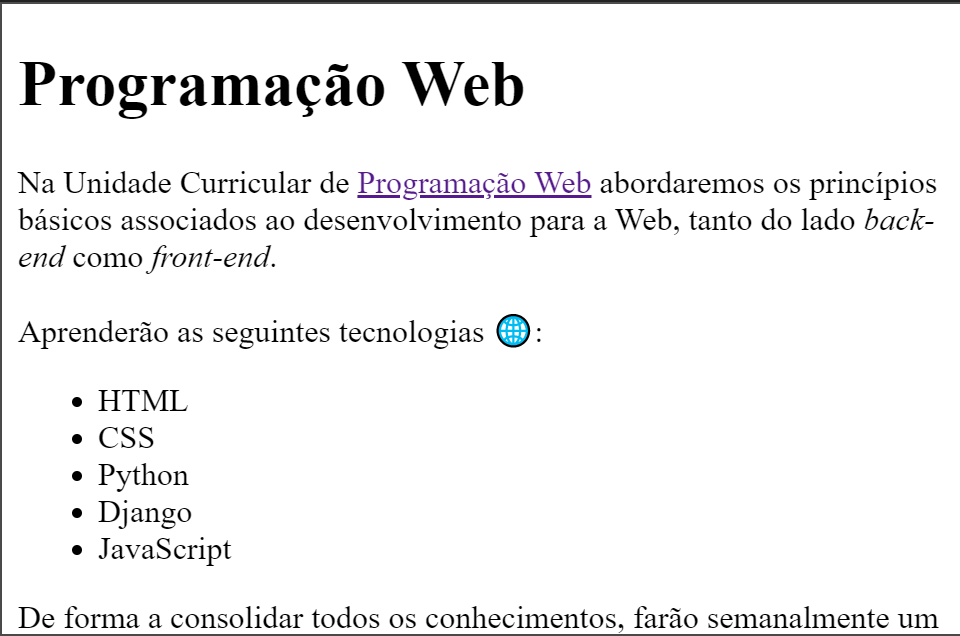 Programação Web
Na Unidade Curricular de Programação Web abordaremos os princípios
básicos associados ao desenvolvimento para a Web, tanto do lado back-
end como front-end.
Aprenderão as seguintes tecnologias 🌐:
• HTML
• CSS
• Python
• Django
• JavaScript
De forma a consolidar todos os conhecimentos, farão semanalmente um